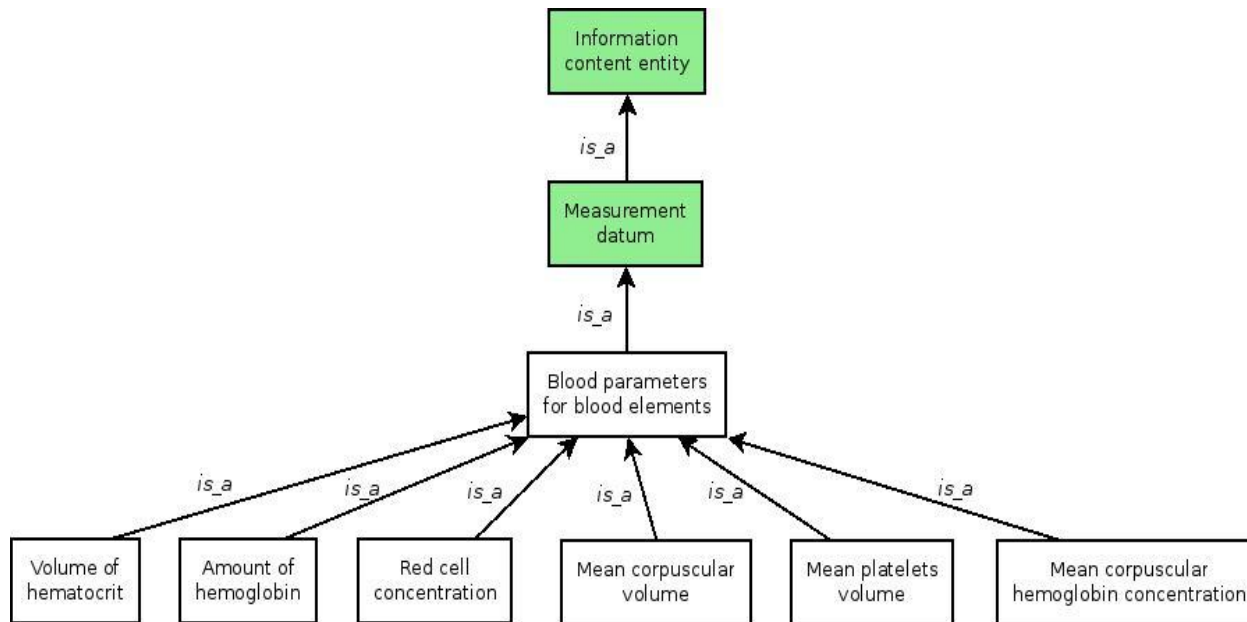 Information
content entity
is_a
Measurement
datum
is_a
Blood parameters
for blood elements
is_a
is_a
is_a
is_a
is_a
is_a
Volume of
hematocrit
Amount of
hemoglobin
Red cell
concentration
Mean corpuscular
volume
Mean platelets
volume
Mean corpuscular
hemoglobin concentration